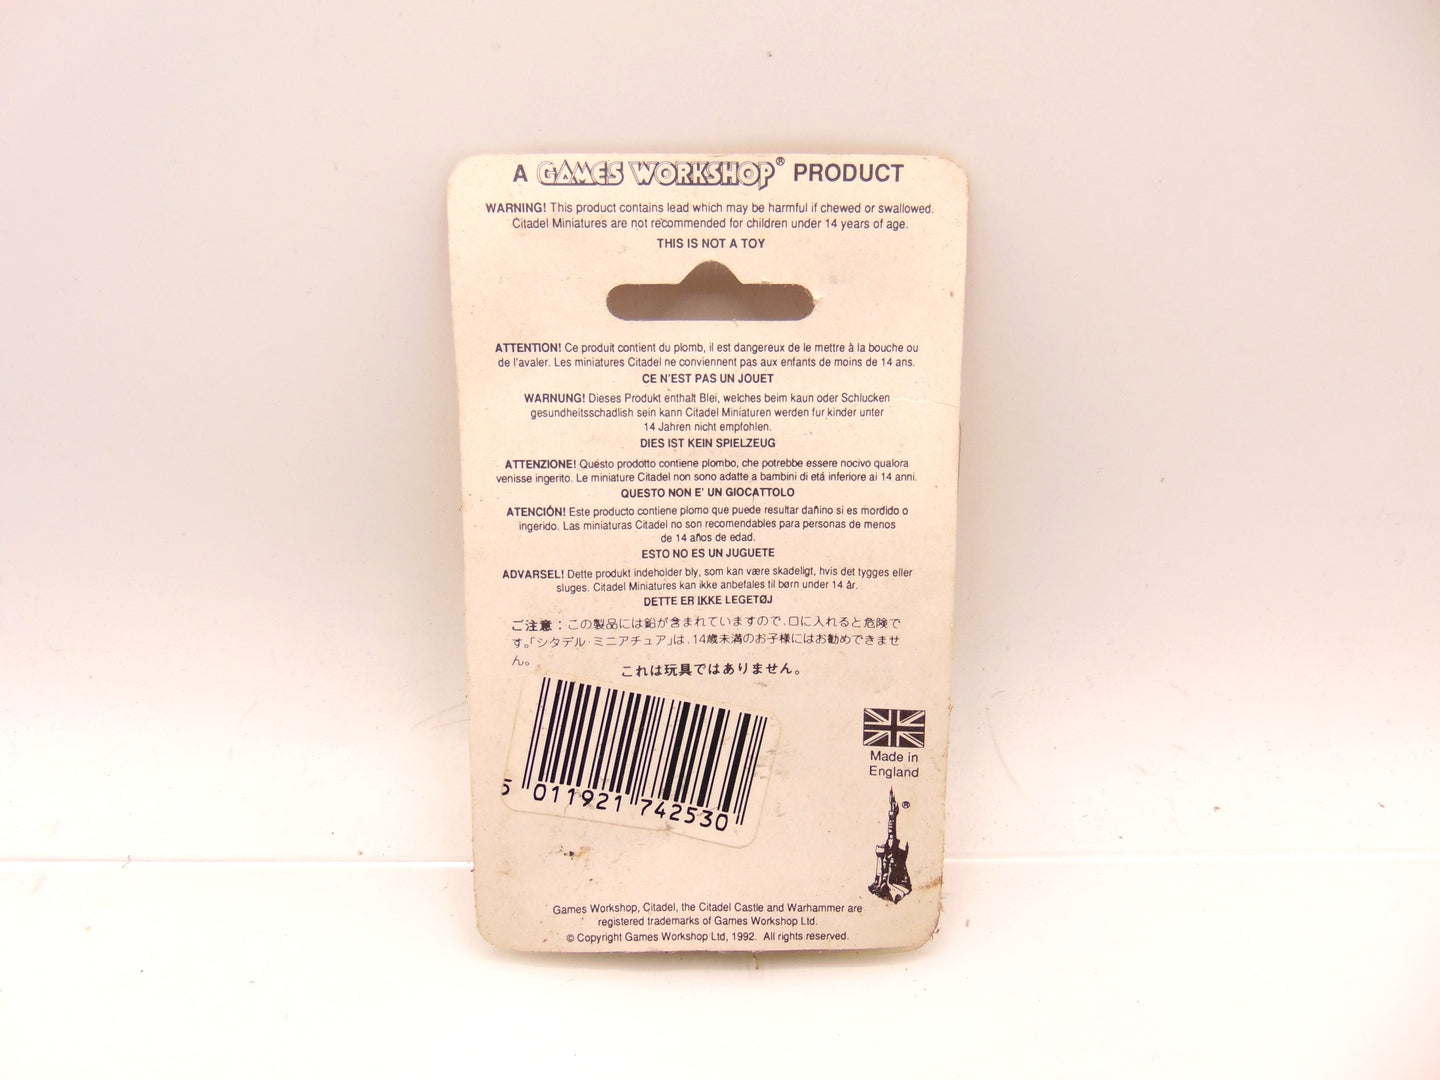 A GAMES WORKSHOP® PRODUCT
WARNING! This product contains lead which may be harmful if chewed or swallowed.
Citadel Miniatures are not recommended for children under 14 years of age.
THIS IS NOT A TOY
ATTENTION! Ce produit contient du plomb, il est dangereux de le mettre à la bouche ou
de l'avaler. Les miniatures Citadel ne conviennent pas aux enfants de moins de 14 ans.
CE N'EST PAS UN JOUET
WARNUNG! Dieses Produkt enthalt Blei, welches beim kaun oder Schlucken
gesundheitsschadlish sein kann Citadel Miniaturen werden fur kinder unter
14 Jahren nicht empfohlen.
DIES IST KEIN SPIELZEUG
ATTENZIONE! Questo prodotto contiene plombo, che potrebbe essere nocivo qualora
venisse ingerito. Le miniature Citadel non sono adatte a bambini di etá inferiore ai 14 anni.
QUESTO NON E' UN GIOCATTOLO
ATENCIÓN! Este producto contiene plomo que puede resultar dañino si es mordido o
ingerido. Las miniaturas Citadel no son recomendables para personas de menos
de 14 años de edad.
ESTO NO ES UN JUGUETE
ADVARSEL! Dette produkt indeholder bly, som kan være skadeligt, hvis det tygges eller
sluges. Citadel Miniatures kan ikke anbefales til børn under 14 år.
DETTE ER IKKE LEGETØJ
ご注意：この製品には鉛が含まれていますので、口に入れると危険で
す。「シタデル・ミニアチュア」は、14歳未満のお子様にはお勧めできませ
ん。
これは玩具ではありません。
5 011921 742530
Made in
England
®
Games Workshop, Citadel, the Citadel Castle and Warhammer are
registered trademarks of Games Workshop Ltd.
© Copyright Games Workshop Ltd, 1992. All rights reserved.